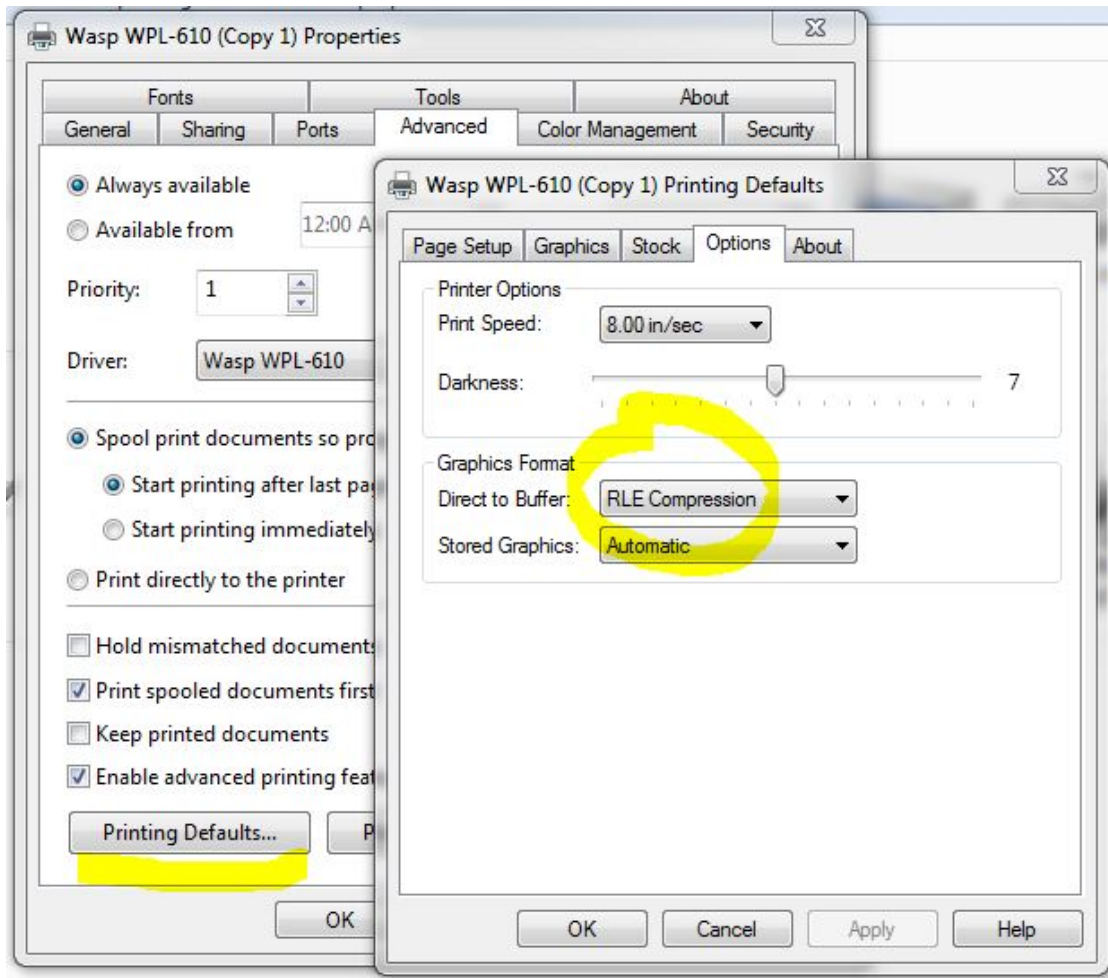 Wasp WPL-610 (Copy 1) Properties
Fonts Tools About
General Sharing Ports Advanced Color Management Security
Always available
Available from 12:00 A
Priority: 1
Driver: Wasp WPL-610
Spool print documents so pro
Start printing after last pa
Start printing immediately
Print directly to the printer
Hold mismatched documents
Print spooled documents first
Keep printed documents
Enable advanced printing feat
Printing Defaults... P
OK
Wasp WPL-610 (Copy 1) Printing Defaults
Page Setup Graphics Stock Options About
Printer Options
Print Speed: 8.00 in/sec
Darkness: 7
Graphics Format
Direct to Buffer: RLE Compression
Stored Graphics: Automatic
OK Cancel Apply Help